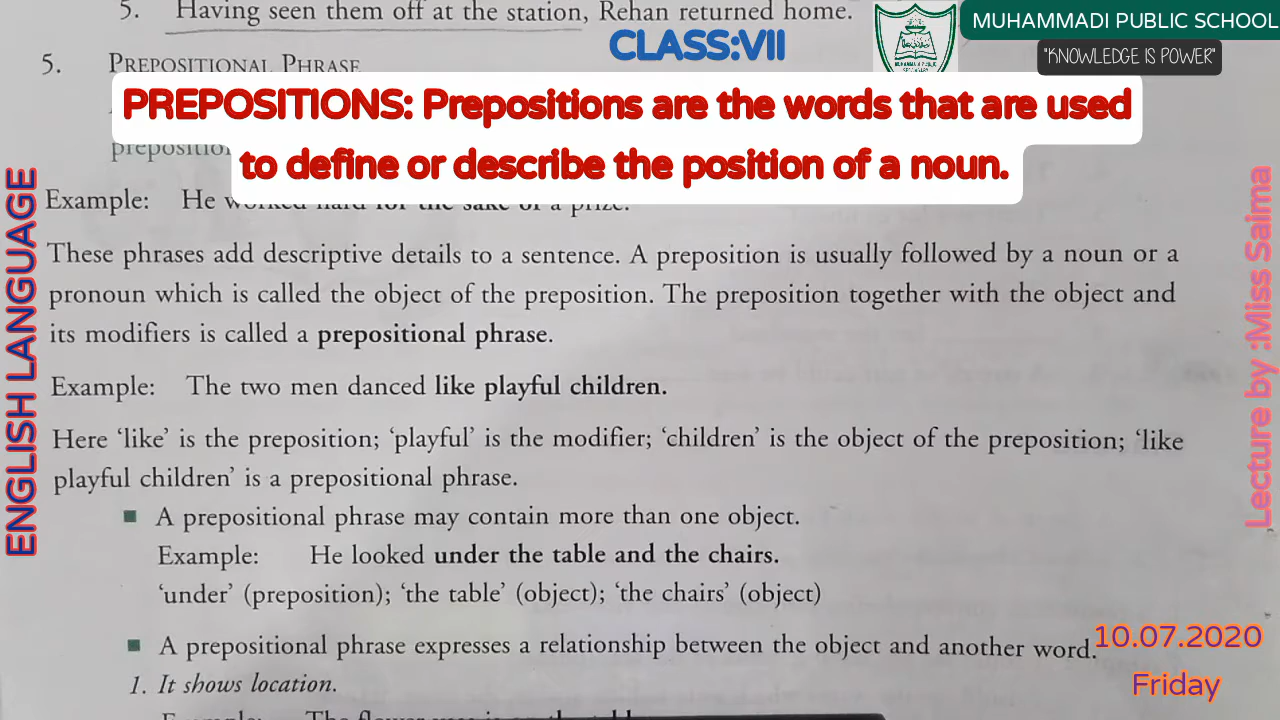 5. Having seen them off at the station, Rehan returned home.
CLASS:VII
MUHAMMADI PUBLIC SCHOOL
"KNOWLEDGE IS POWER"
5. PREPOSITIONAL PHRASE
PREPOSITIONS: Prepositions are the words that are used
to define or describe the position of a noun.
Example: He worked hard for the sake of a prize.
These phrases add descriptive details to a sentence. A preposition is usually followed by a noun or a
pronoun which is called the object of the preposition. The preposition together with the object and
its modifiers is called a prepositional phrase.
Example: The two men danced like playful children.
Here ‘like’ is the preposition; ‘playful’ is the modifier; ‘children’ is the object of the preposition; ‘like
playful children’ is a prepositional phrase.
■ A prepositional phrase may contain more than one object.
Example: He looked under the table and the chairs.
‘under’ (preposition); ‘the table’ (object); ‘the chairs’ (object)
■ A prepositional phrase expresses a relationship between the object and another word.
1. It shows location.
ENGLISH LANGUAGE
Lecture by :Miss Saima
10.07.2020
Friday